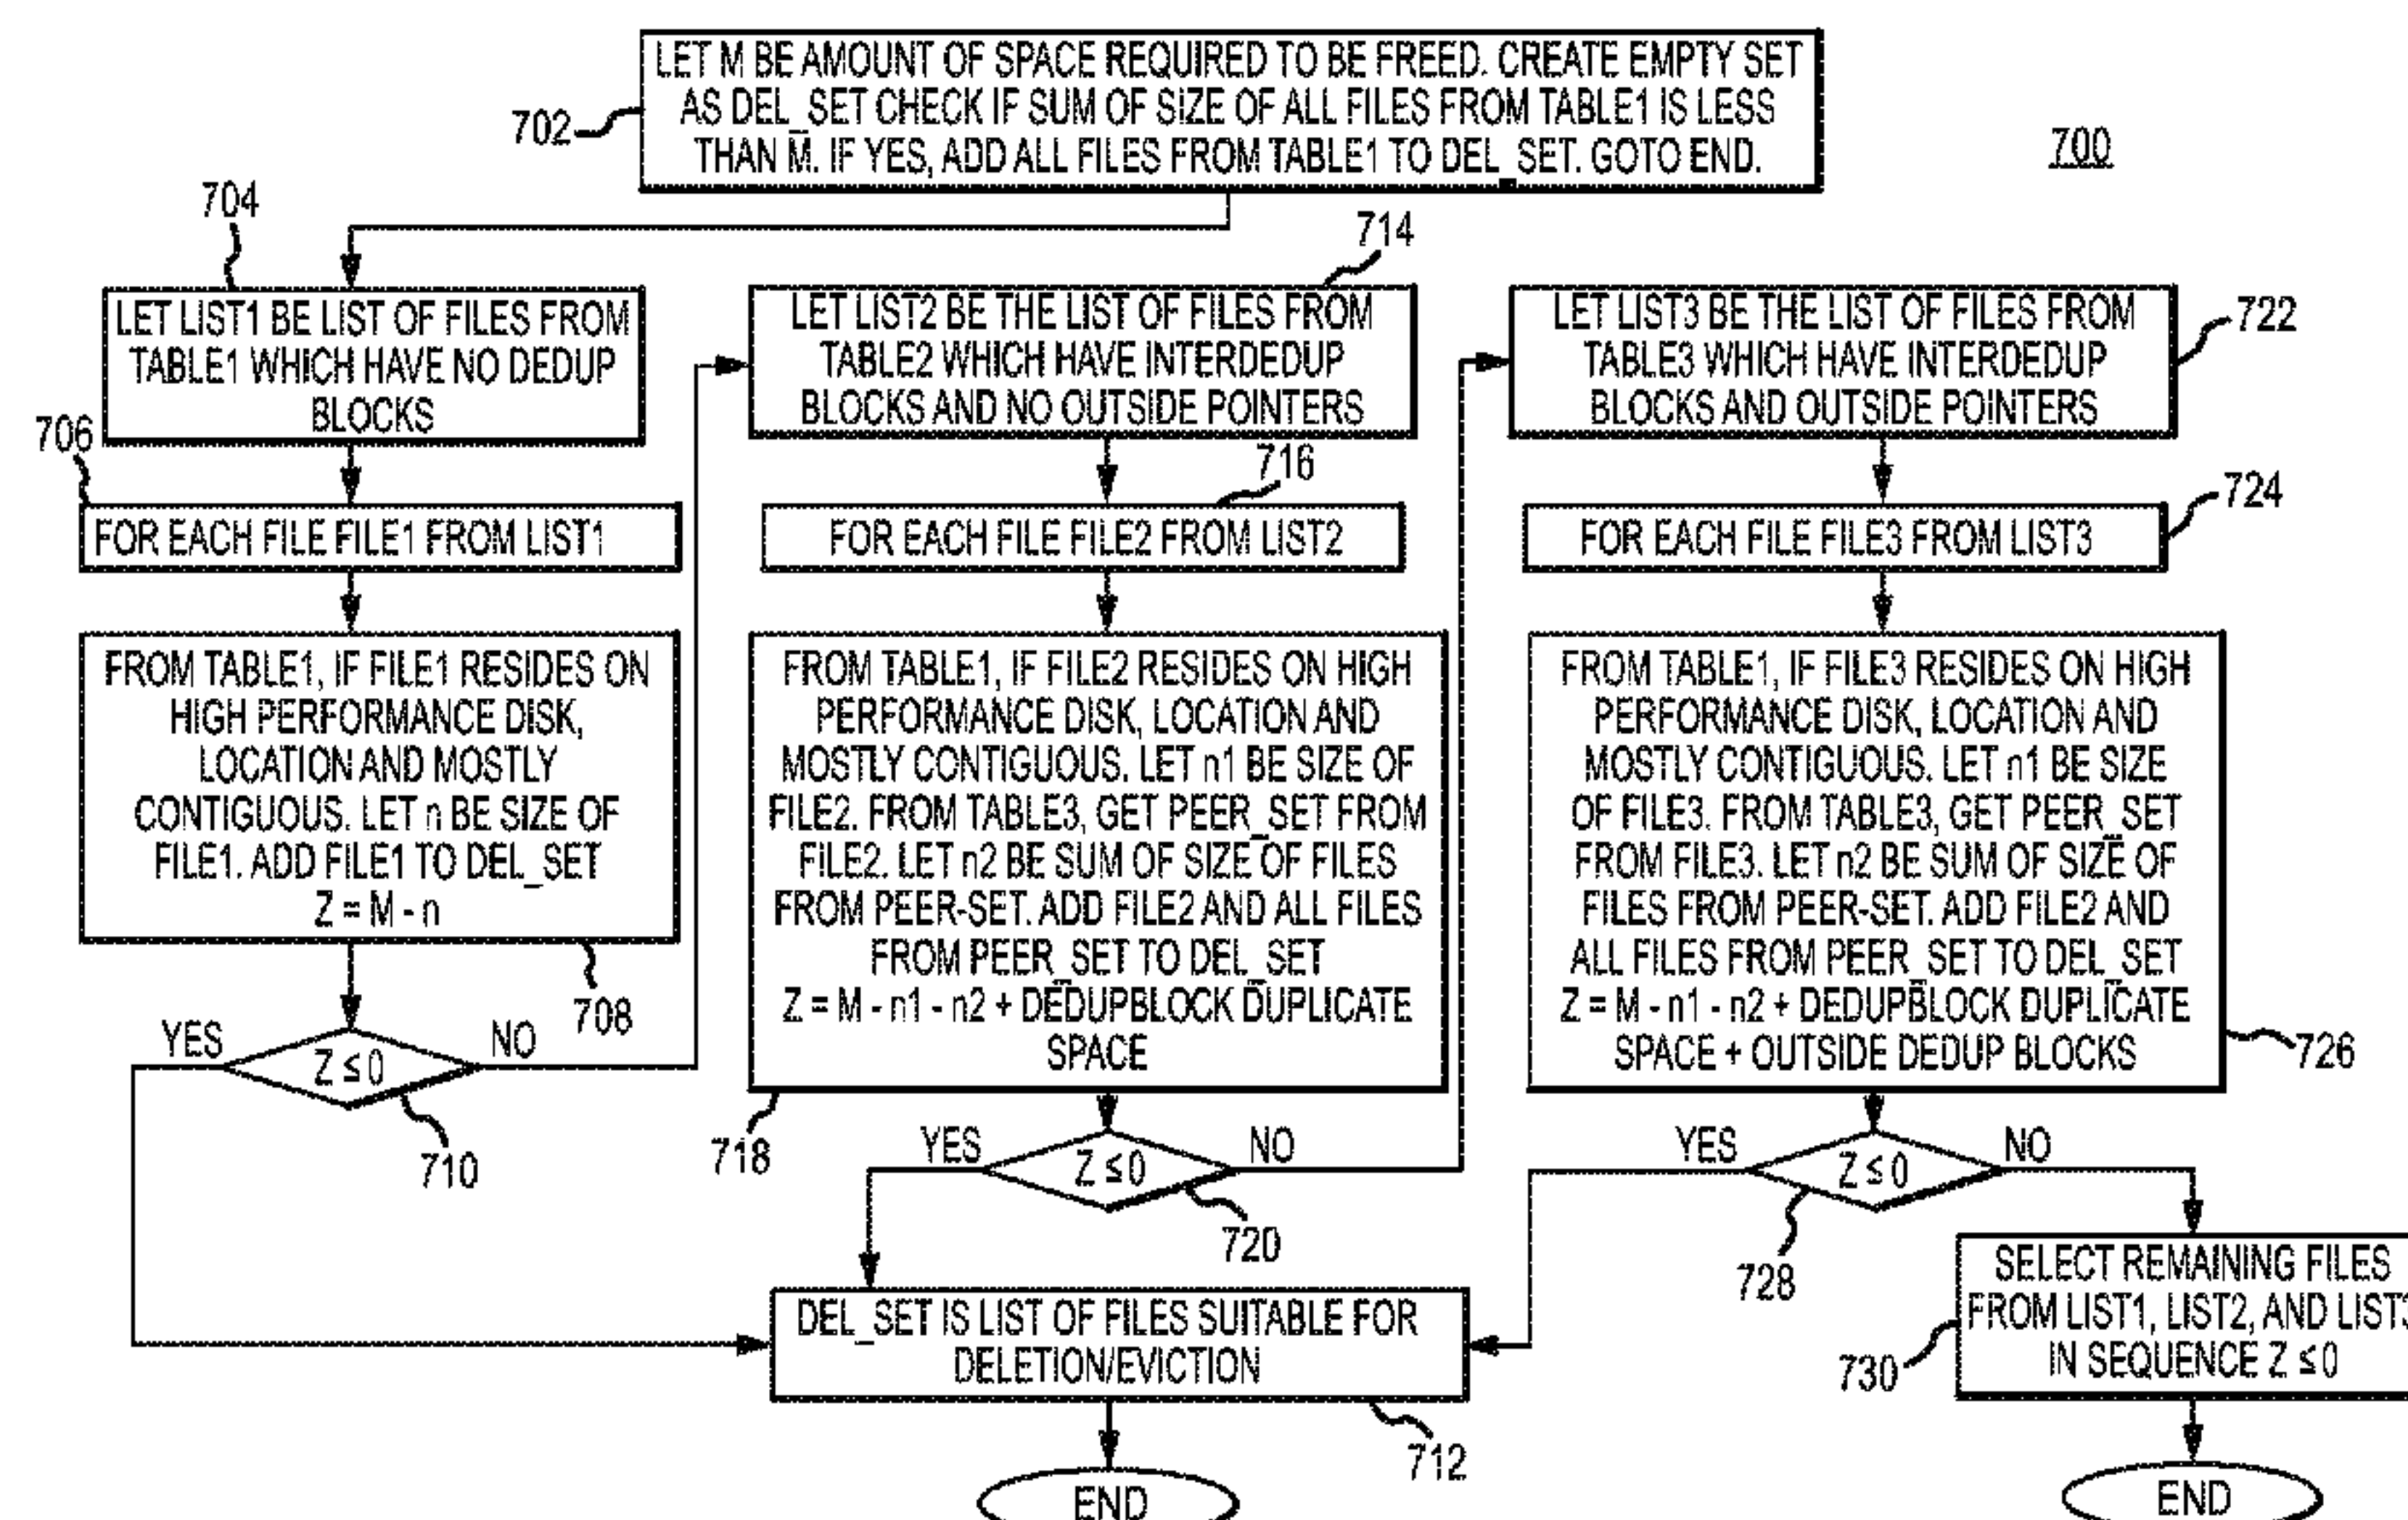 LET M BE AMOUNT OF SPACE REQUIRED TO BE FREED. CREATE EMPTY SET
AS DEL_SET CHECK IF SUM OF SIZE OF ALL FILES FROM TABLE1 IS LESS
THAN M. IF YES, ADD ALL FILES FROM TABLE1 TO DEL_SET. GOTO END.
702
700
704
LET LIST1 BE LIST OF FILES FROM
TABLE1 WHICH HAVE NO DEDUP
BLOCKS
706
FOR EACH FILE FILE1 FROM LIST1
FROM TABLE1, IF FILE1 RESIDES ON
HIGH PERFORMANCE DISK,
LOCATION AND MOSTLY
CONTIGUOUS. LET n BE SIZE OF
FILE1. ADD FILE1 TO DEL_SET
Z = M - n
708
YES
Z ≤ 0
NO
710
714
LET LIST2 BE THE LIST OF FILES FROM
TABLE2 WHICH HAVE INTERDEDUP
BLOCKS AND NO OUTSIDE POINTERS
716
FOR EACH FILE FILE2 FROM LIST2
FROM TABLE1, IF FILE2 RESIDES ON HIGH
PERFORMANCE DISK, LOCATION AND
MOSTLY CONTIGUOUS. LET n1 BE SIZE OF
FILE2. FROM TABLE3, GET PEER_SET FROM
FILE2. LET n2 BE SUM OF SIZE OF FILES
FROM PEER-SET. ADD FILE2 AND ALL FILES
FROM PEER_SET TO DEL_SET
Z = M - n1 - n2 + DEDUPBLOCK DUPLICATE
SPACE
718
YES
Z ≤ 0
NO
720
LET LIST3 BE THE LIST OF FILES FROM
TABLE3 WHICH HAVE INTERDEDUP
BLOCKS AND OUTSIDE POINTERS
722
FOR EACH FILE FILE3 FROM LIST3
724
FROM TABLE1, IF FILE3 RESIDES ON HIGH
PERFORMANCE DISK, LOCATION AND
MOSTLY CONTIGUOUS. LET n1 BE SIZE
OF FILE3. FROM TABLE3, GET PEER_SET
FROM FILE3. LET n2 BE SUM OF SIZE OF
FILES FROM PEER-SET. ADD FILE2 AND
ALL FILES FROM PEER_SET TO DEL_SET
Z = M - n1 - n2 + DEDUPBLOCK DUPLICATE
SPACE + OUTSIDE DEDUP BLOCKS
726
YES
Z ≤ 0
NO
728
DEL_SET IS LIST OF FILES SUITABLE FOR
DELETION/EVICTION
712
END
SELECT REMAINING FILES
FROM LIST1, LIST2, AND LIST3
IN SEQUENCE Z ≤ 0
730
END